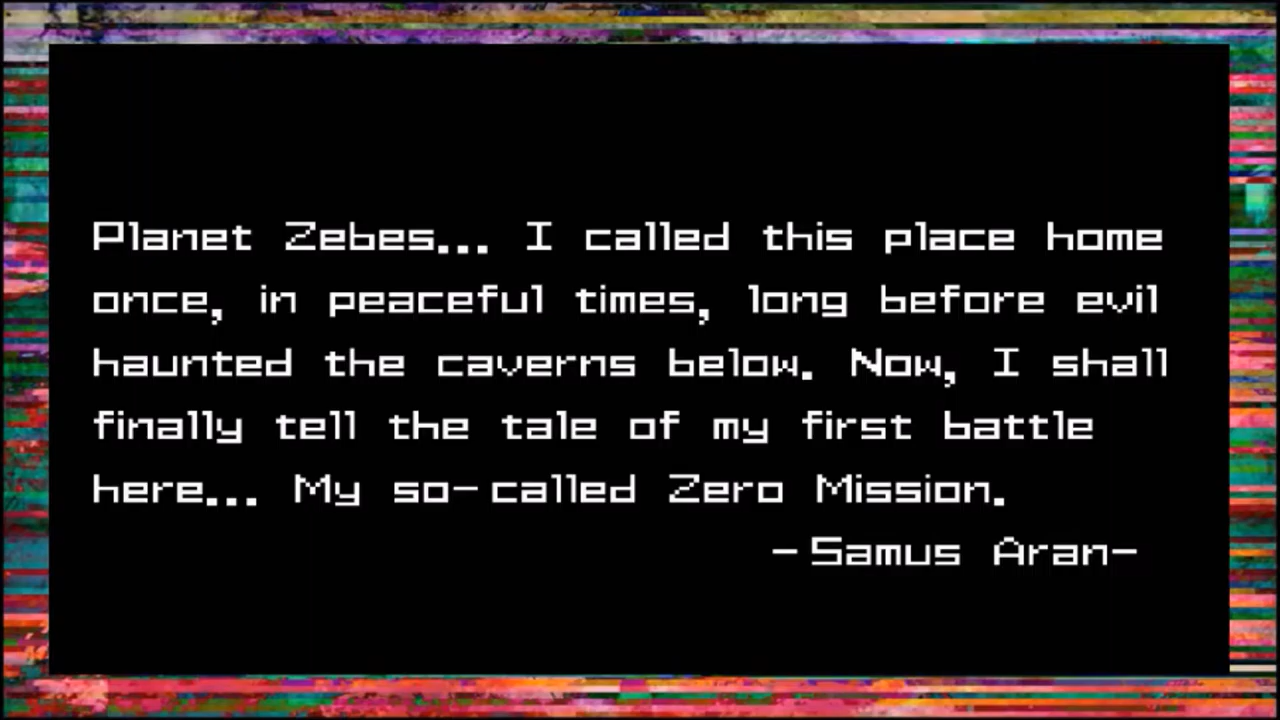 Planet Zebes... I called this place home
once, in peaceful times, long before evil
haunted the caverns below. Now, I shall
finally tell the tale of my first battle
here... My so-called Zero Mission.
-Samus Aran-